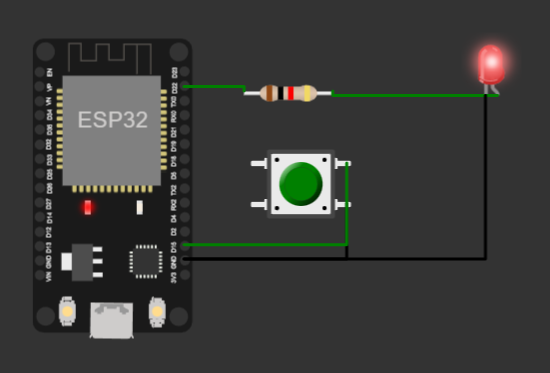 EN
VP
VN
D34
D35
D32
D33
D25
D26
D27
D14
D12
D13
GND
VIN
ESP32
D23
D22
TX0
RX0
D21
D19
D18
D5
TX2
RX2
D4
D2
D15
GND
3V3